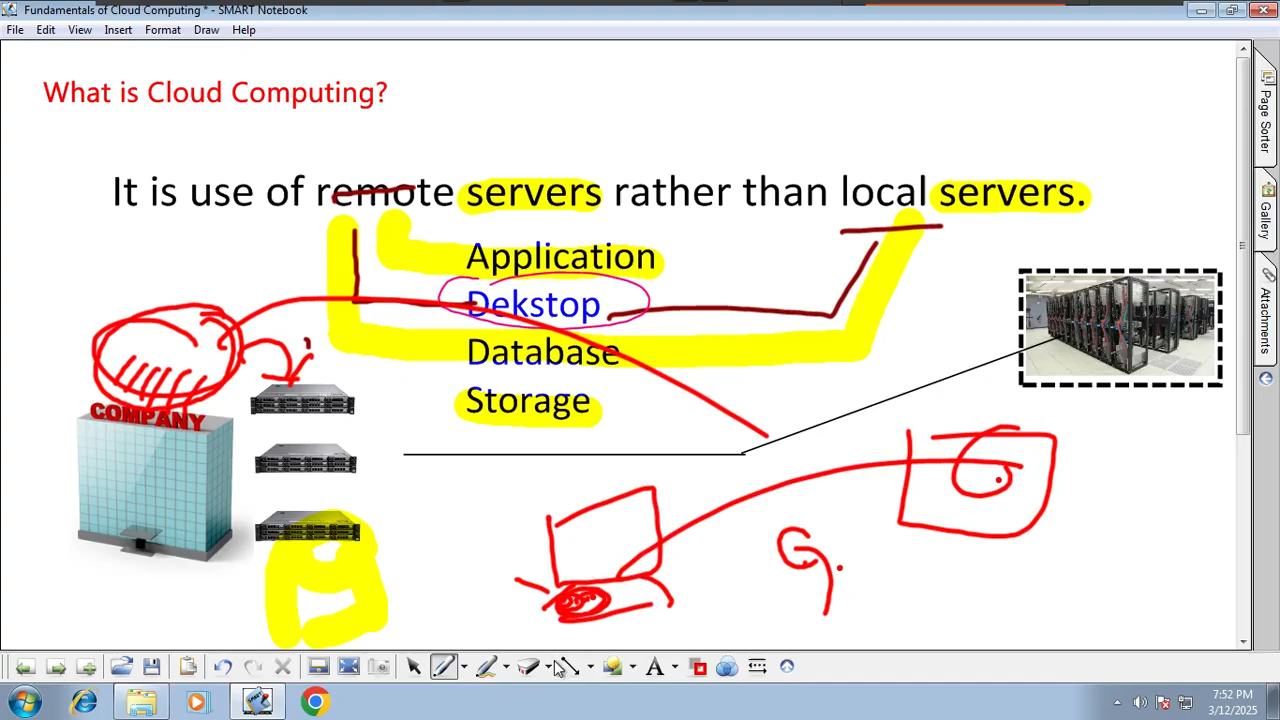 Fundamentals of Cloud Computing * - SMART Notebook
File Edit View Insert Format Draw Help
What is Cloud Computing?
It is use of remote servers rather than local servers.
Application
Dekstop
Database
Storage
COMPANY
Page Sorter
Gallery
Attachments
A
7:52 PM
3/12/2025